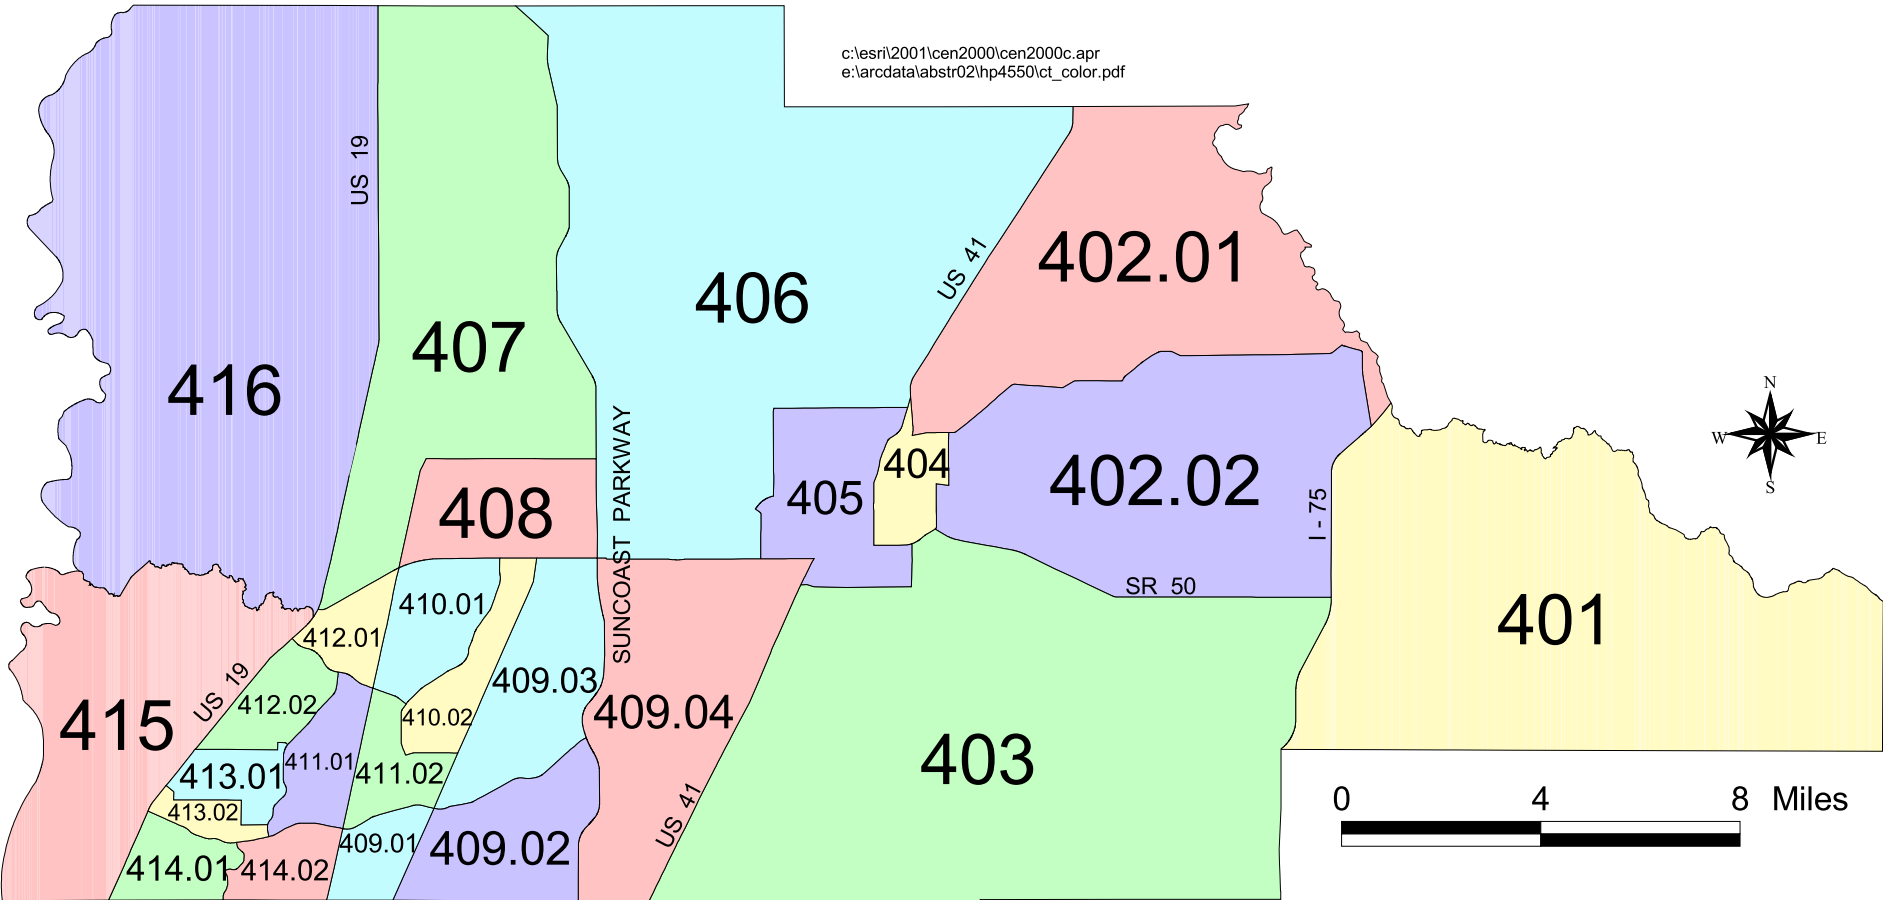 c:\esri\2001\cen2000\cen2000c.apr
e:\arcdata\abstr02\hp4550\ct_color.pdf
US 19
US 41
402.01
406
407
416
N
W E
S
404
402.02
405
408
I - 75
SUNCOAST PARKWAY
SR 50
410.01
401
412.01
409.03
US 19
412.02
410.02
409.04
415
411.01
403
413.01
411.02
US 41
0 4 8 Miles
413.02
409.01
409.02
414.01
414.02